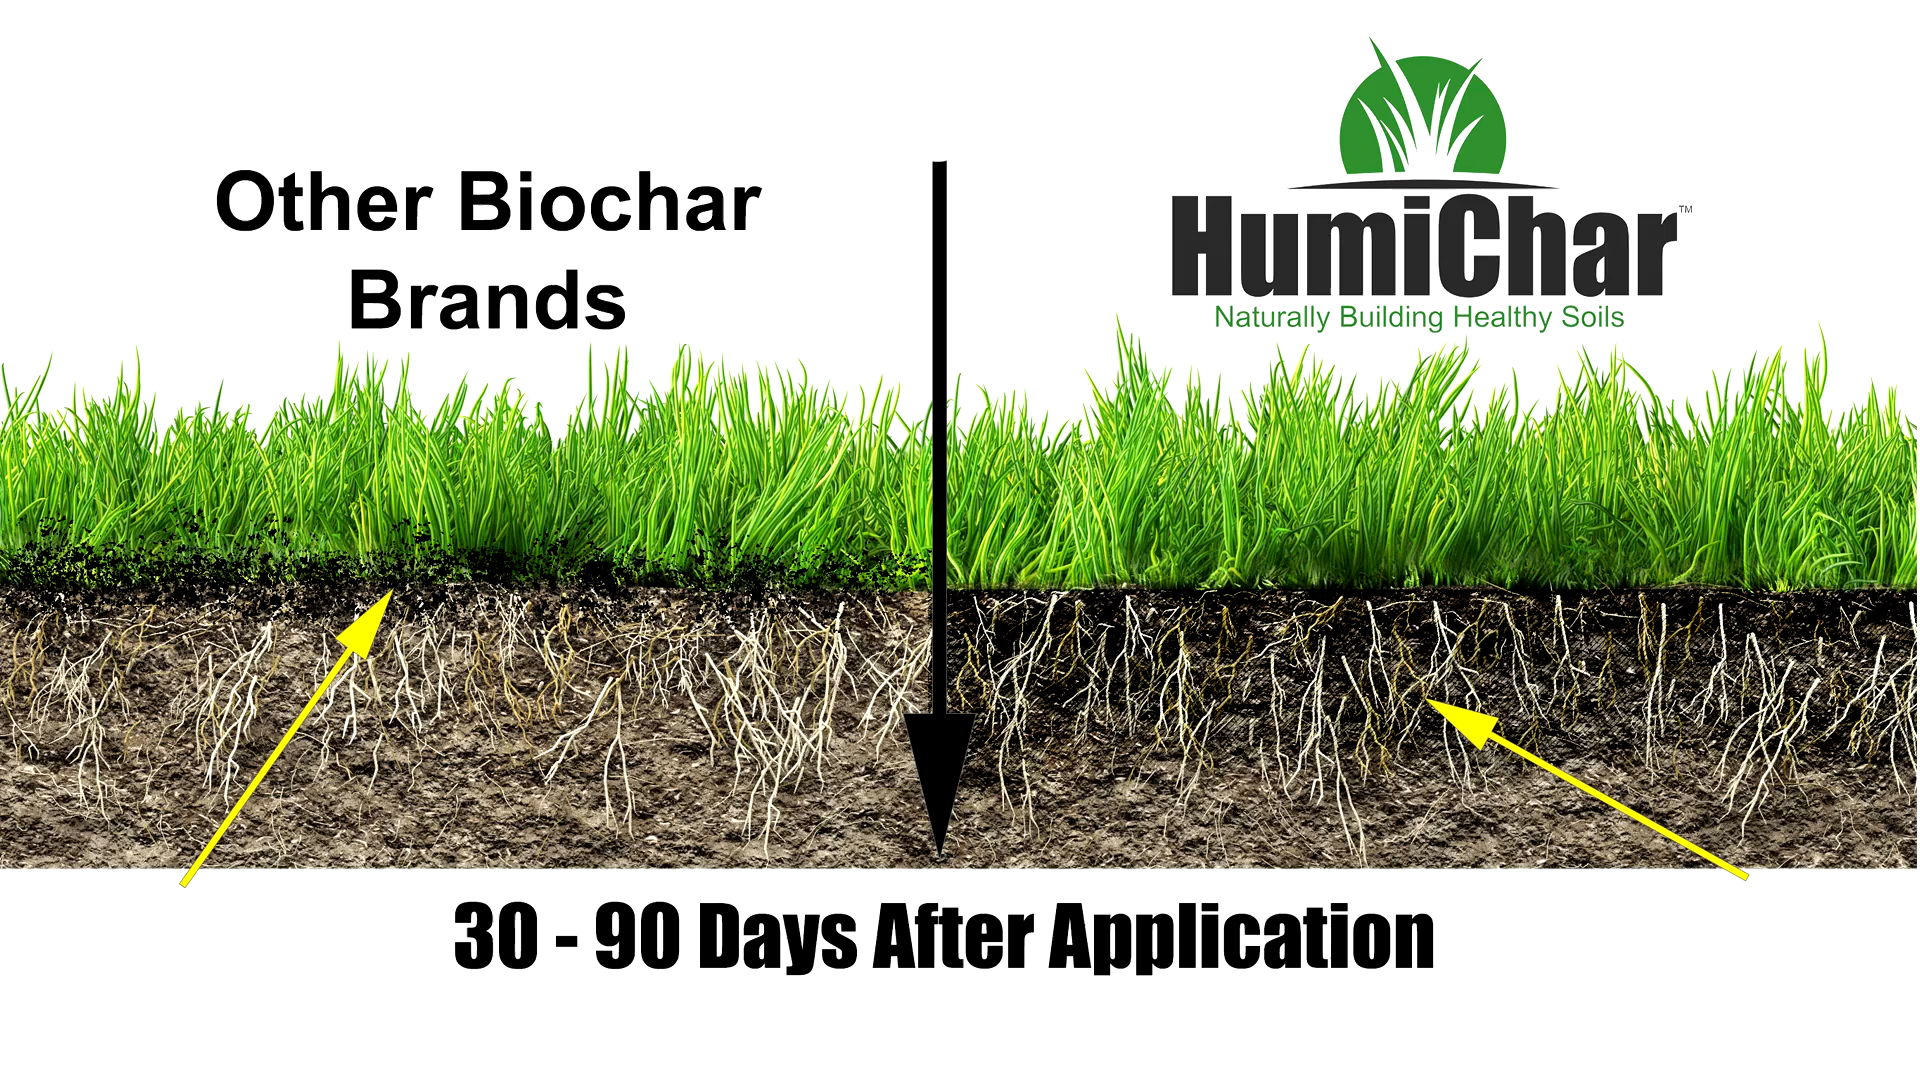 Other Biochar
Brands
HumiChar™
Naturally Building Healthy Soils
30 - 90 Days After Application